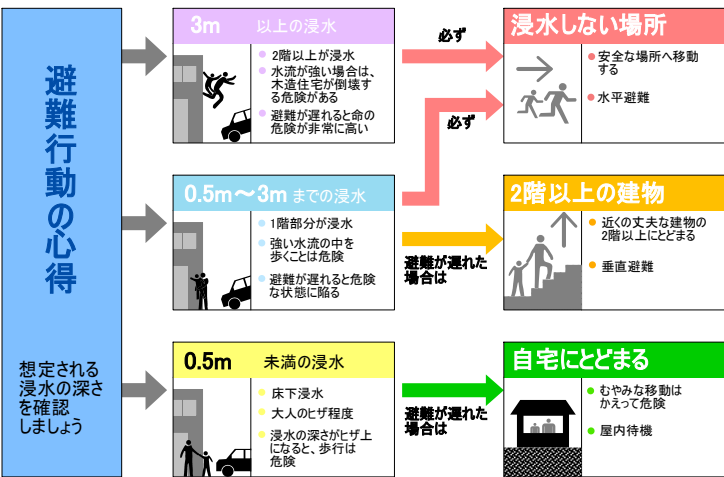 避難行動の心得
想定される
浸水の深さ
を確認
しましょう
3m 以上の浸水
2階以上が浸水
水流が強い場合は、
木造住宅が倒壊す
る危険がある
避難が遅れると命の
危険が非常に高い
必ず
浸水しない場所
安全な場所へ移動
する
水平避難
0.5m～3mまでの浸水
1階部分が浸水
強い水流の中を
歩くことは危険
避難が遅れると危険
な状態に陥る
必ず
避難が遅れた
場合は
2階以上の建物
近くの丈夫な建物の
2階以上にとどまる
垂直避難
0.5m 未満の浸水
床下浸水
大人のヒザ程度
浸水の深さがヒザ上
になると、歩行は
危険
避難が遅れた
場合は
自宅にとどまる
むやみな移動は
かえって危険
屋内待機